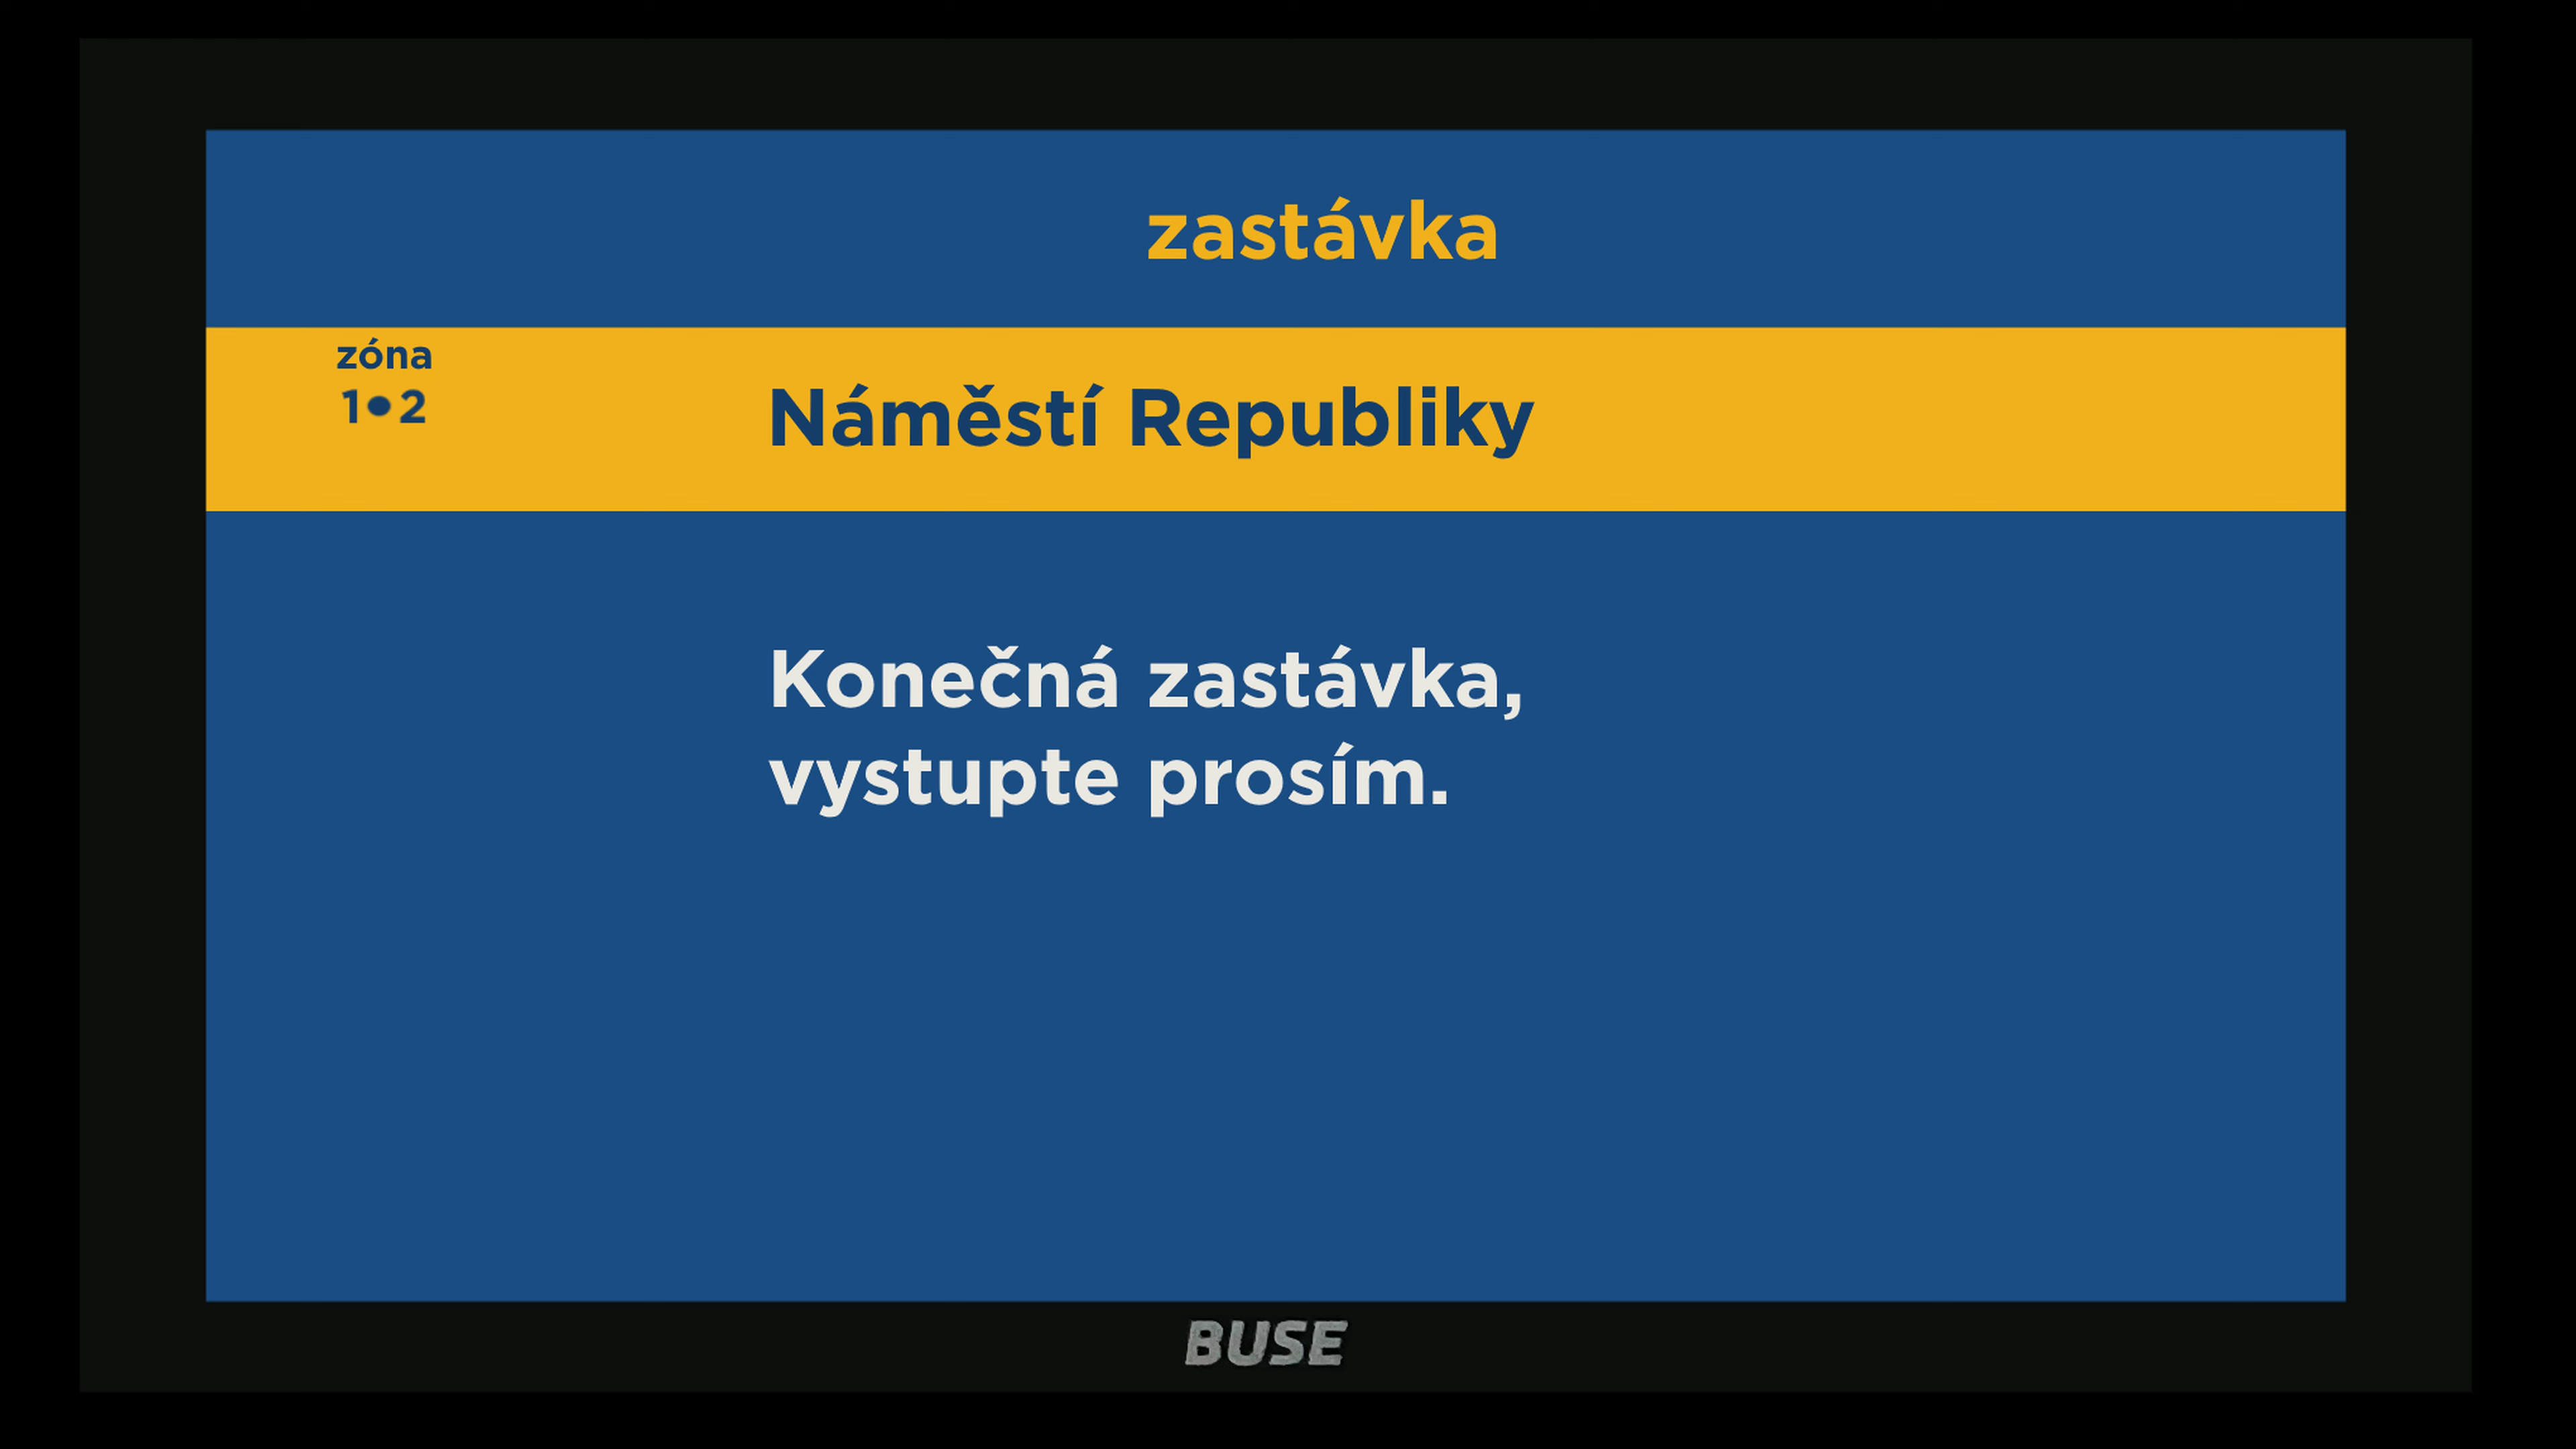 zastávka
zóna
1●2
Náměstí Republiky
Konečná zastávka,
vystupte prosím.
BUSE